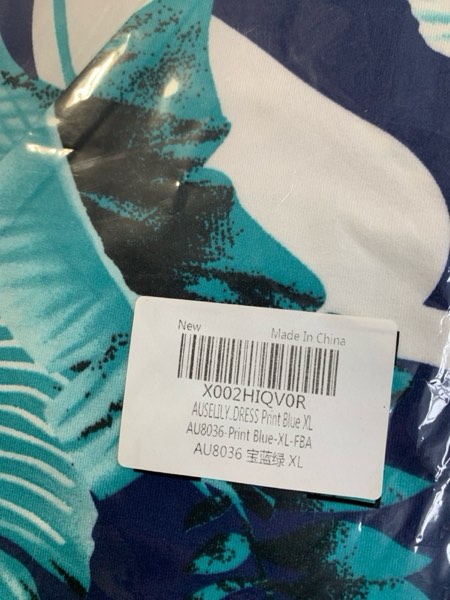 New Made In China
X002HIQV0R
AUSELILY.DRESS Print Blue XL
AU8036-Print Blue-XL-FBA
AU8036 宝蓝绿 XL